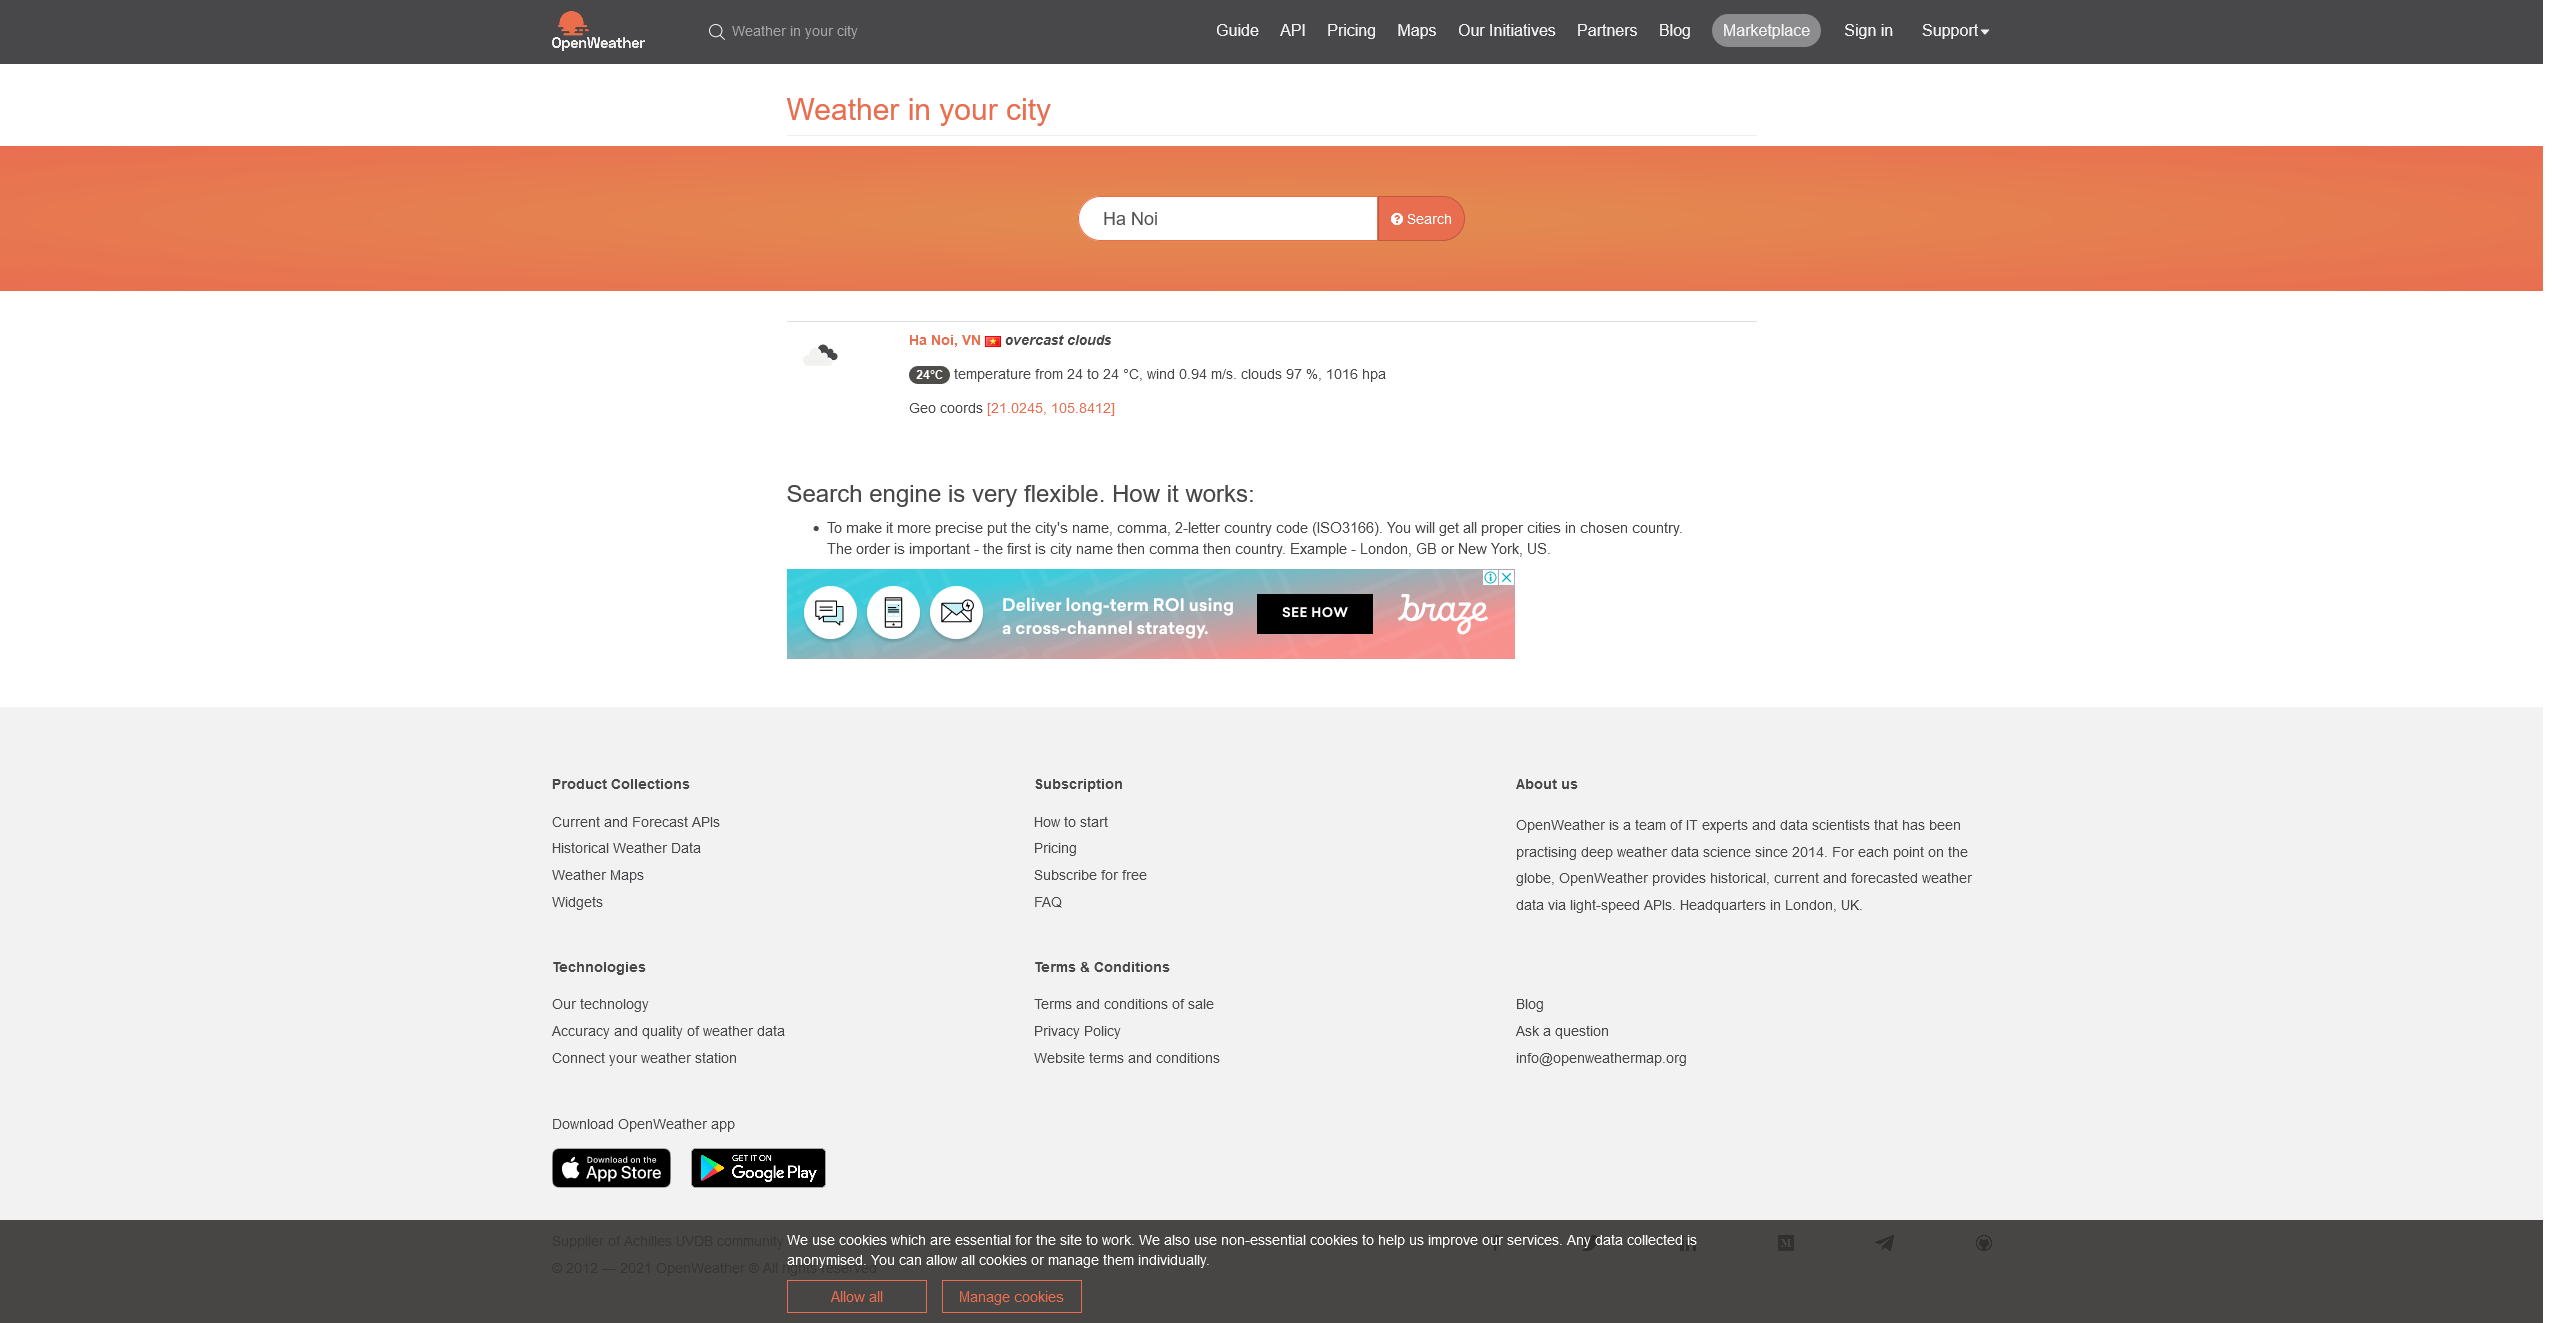 OpenWeather
Weather in your city
Guide API Pricing Maps Our Initiatives Partners Blog Marketplace Sign in Support
Weather in your city
Ha Noi
Search
Ha Noi, VN overcast clouds
24°C temperature from 24 to 24 °C, wind 0.94 m/s. clouds 97 %, 1016 hpa
Geo coords [21.0245, 105.8412]
Search engine is very flexible. How it works:
• To make it more precise put the city's name, comma, 2-letter country code (ISO3166). You will get all proper cities in chosen country.
The order is important - the first is city name then comma then country. Example - London, GB or New York, US.
Deliver long-term ROI using
a cross-channel strategy.
SEE HOW
braze
Product Collections
Current and Forecast APIs
Historical Weather Data
Weather Maps
Widgets
Subscription
How to start
Pricing
Subscribe for free
FAQ
About us
OpenWeather is a team of IT experts and data scientists that has been
practising deep weather data science since 2014. For each point on the
globe, OpenWeather provides historical, current and forecasted weather
data via light-speed APIs. Headquarters in London, UK.
Technologies
Our technology
Accuracy and quality of weather data
Connect your weather station
Terms & Conditions
Terms and conditions of sale
Privacy Policy
Website terms and conditions
Blog
Ask a question
info@openweathermap.org
Download OpenWeather app
Download on the
App Store
GET IT ON
Google Play
Supplier of Achilles UVDB community
© 2012 — 2021 OpenWeather ® All rights reserved
We use cookies which are essential for the site to work. We also use non-essential cookies to help us improve our services. Any data collected is
anonymised. You can allow all cookies or manage them individually.
Allow all
Manage cookies